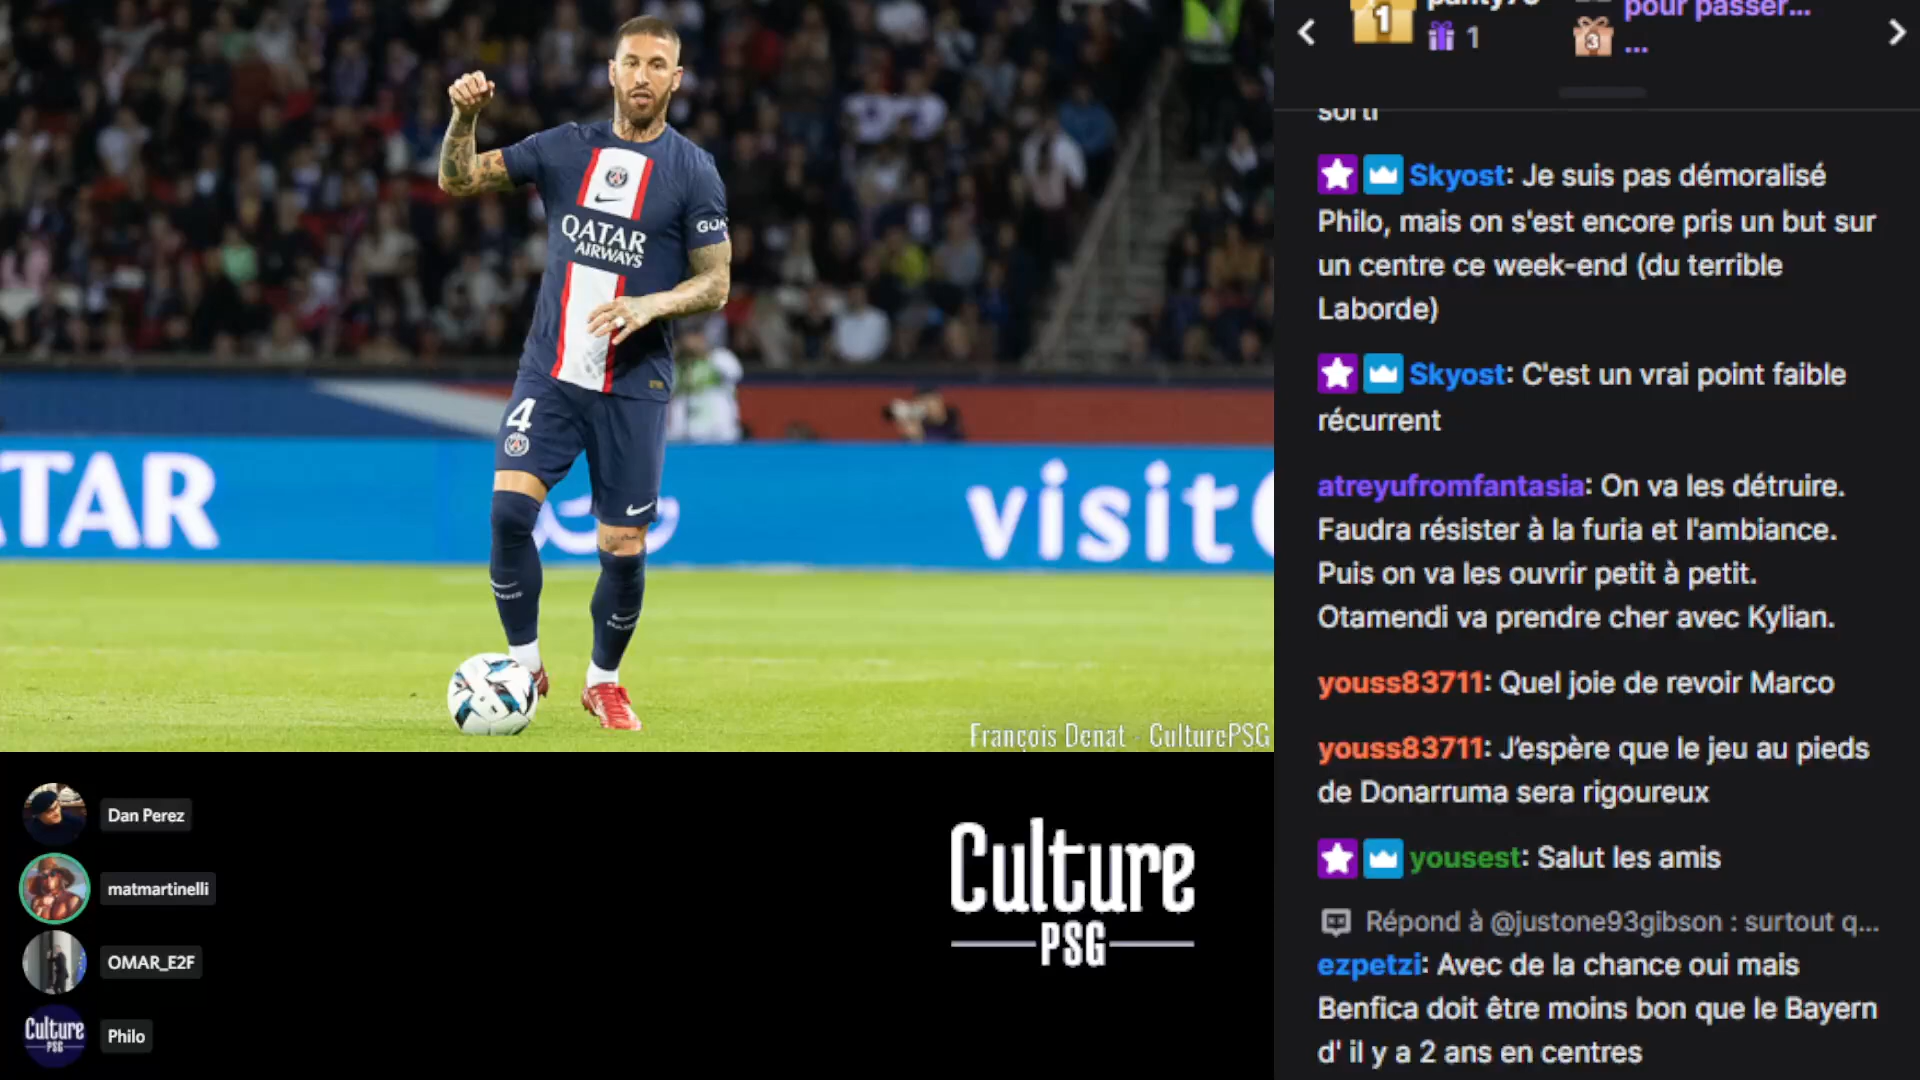 QATAR
AIRWAYS
GOA
4
TAR
visit
François Denat - CulturePSG
Dan Perez
matmartinelli
OMAR_E2F
Culture
PSG
Philo
Culture
PSG
1
1
pour passer...
3
...
sorti
Skyost: Je suis pas démoralisé
Philo, mais on s'est encore pris un but sur
un centre ce week-end (du terrible
Laborde)
Skyost: C'est un vrai point faible
récurrent
atreyufromfantasia: On va les détruire.
Faudra résister à la furia et l'ambiance.
Puis on va les ouvrir petit à petit.
Otamendi va prendre cher avec Kylian.
youss83711: Quel joie de revoir Marco
youss83711: J’espère que le jeu au pieds
de Donarruma sera rigoureux
yousest: Salut les amis
Répond à @justone93gibson : surtout q...
ezpetzi: Avec de la chance oui mais
Benfica doit être moins bon que le Bayern
d' il y a 2 ans en centres